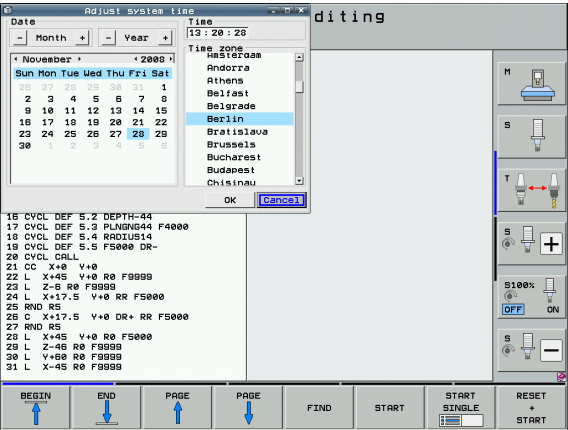 Adjust system time
diting
Date
Time
- Month +
- Year +
13 : 20 : 28
Time zone
November
2008
Sun Mon Tue Wed Thu Fri Sat
26 27 28 29 30 31 1
2 3 4 5 6 7 8
9 10 11 12 13 14 15
16 17 18 19 20 21 22
23 24 25 26 27 28 29
30 1 2 3 4 5 6
Amsterdam
Andorra
Athens
Belfast
Belgrade
Berlin
Bratislava
Brussels
Bucharest
Budapest
Chisinau
OK
Cancel
16 CYCL DEF 5.2 DEPTH-44
17 CYCL DEF 5.3 PLNGNG44 F4000
18 CYCL DEF 5.4 RADIUS14
19 CYCL DEF 5.5 F5000 DR-
20 CYCL CALL
21 CC X+0 Y+0
22 L X+45 Y+0 R0 F9999
23 L Z-6 R0 F9999
24 L X+17.5 Y+0 RR F5000
25 RND R5
26 C X+17.5 Y+0 DR+ RR F5000
27 RND R5
28 L X+45 Y+0 R0 F5000
29 L Z-46 R0 F9999
30 L Y+60 R0 F9999
31 L X-45 R0 F9999
M
S
T
S
+
S100%
OFF ON
S
-
BEGIN
END
PAGE
PAGE
FIND
START
START
SINGLE
RESET
+
START